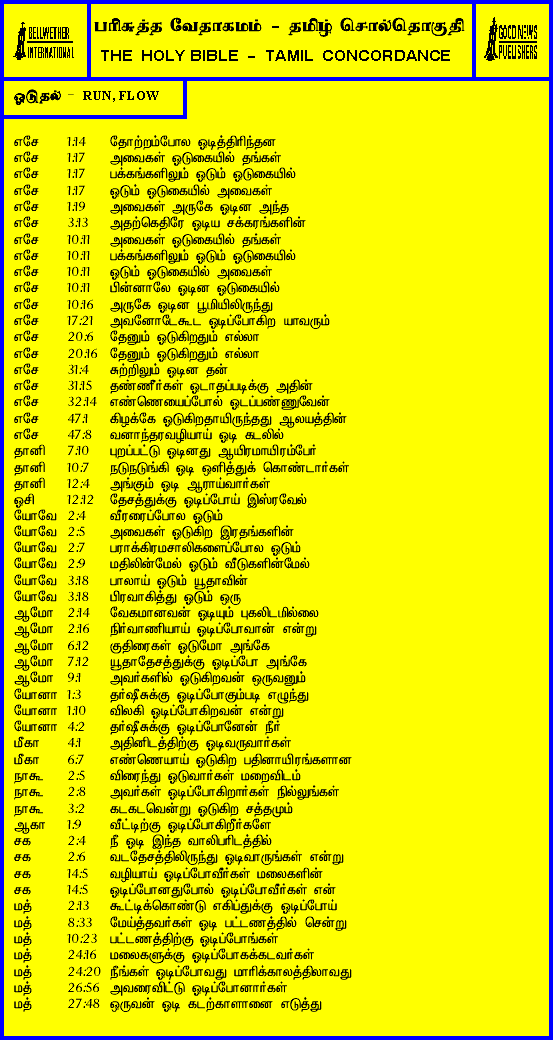 BELLWETHER
INTERNATIONAL
பரிசுத்த வேதாகமம் - தமிழ் சொல்தொகுதி
THE HOLY BIBLE - TAMIL CONCORDANCE
GOOD NEWS
PUBLISHERS
ஓடுதல் - RUN, FLOW
எசே 1:14 தோற்றம்போல ஓடித்திரிந்தன
எசே 1:17 அவைகள் ஓடுகையில் தங்கள்
எசே 1:17 பக்கங்களிலும் ஓடும் ஓடுகையில்
எசே 1:17 ஓடும் ஓடுகையில் அவைகள்
எசே 1:19 அவைகள் அருகே ஓடின அந்த
எசே 3:13 அதற்கெதிரே ஓடிய சக்கரங்களின்
எசே 10:11 அவைகள் ஓடுகையில் தங்கள்
எசே 10:11 பக்கங்களிலும் ஓடும் ஓடுகையில்
எசே 10:11 ஓடும் ஓடுகையில் அவைகள்
எசே 10:11 பின்னாலே ஓடின ஓடுகையில்
எசே 10:16 அருகே ஓடின பூமியிலிருந்து
எசே 17:21 அவனோடேகூட ஓடிப்போகிற யாவரும்
எசே 20:6 தேனும் ஓடுகிறதும் எல்லா
எசே 20:16 தேனும் ஓடுகிறதும் எல்லா
எசே 31:4 சுற்றிலும் ஓடின தன்
எசே 31:15 தண்ணீர்கள் ஓடாதப்படிக்கு அதின்
எசே 32:14 எண்ணெயைப்போல் ஓடப்பண்ணுவேன்
எசே 47:1 கிழக்கே ஓடுகிறதாயிருந்தது ஆலயத்தின்
எசே 47:8 வனாந்தரவழியாய் ஓடி கடலில்
தானி 7:10 புறப்பட்டு ஓடினது ஆயிரமாயிரம்பேர்
தானி 10:7 நடுநடுங்கி ஓடி ஒளித்துக் கொண்டார்கள்
தானி 12:4 அங்கும் ஓடி ஆராய்வார்கள்
ஓசி 12:12 தேசத்துக்கு ஓடிப்போய் இஸ்ரவேல்
யோவே 2:4 வீரரைப்போல ஓடும்
யோவே 2:5 அவைகள் ஓடுகிற இரதங்களின்
யோவே 2:7 பராக்கிரமசாலிகளைப்போல ஓடும்
யோவே 2:9 மதிலின்மேல் ஓடும் வீடுகளின்மேல்
யோவே 3:18 பாலாய் ஓடும் யூதாவின்
யோவே 3:18 பிரவாகித்து ஓடும் ஒரு
ஆமோ 2:14 வேகமானவன் ஓடியும் புகலிடமில்லை
ஆமோ 2:16 நிர்வாணியாய் ஓடிப்போவான் என்று
ஆமோ 6:12 குதிரைகள் ஓடுமோ அங்கே
ஆமோ 7:12 யூதாதேசத்துக்கு ஓடிப்போ அங்கே
ஆமோ 9:1 அவர்களில் ஓடுகிறவன் ஒருவனும்
யோனா 1:3 தர்ஷீசுக்கு ஓடிப்போகும்படி எழுந்து
யோனா 1:10 விலகி ஓடிப்போகிறவன் என்று
யோனா 4:2 தர்ஷீசுக்கு ஓடிப்போனேன் நீர்
மீகா 4:1 அதினிடத்திற்கு ஓடிவருவார்கள்
மீகா 6:7 எண்ணெயாய் ஓடுகிற பதினாயிரங்களான
நாகூ 2:5 விரைந்து ஓடுவார்கள் மறைவிடம்
நாகூ 2:8 அவர்கள் ஓடிப்போகிறார்கள் நில்லுங்கள்
நாகூ 3:2 கடகடவென்று ஓடுகிற சத்தமும்
ஆகா 1:9 வீட்டிற்கு ஓடிப்போகிறீர்களே
சக 2:4 நீ ஓடி இந்த வாலிபரிடத்தில்
சக 2:6 வடதேசத்திலிருந்து ஓடிவாருங்கள் என்று
சக 14:5 வழியாய் ஓடிப்போவீர்கள் மலைகளின்
சக 14:5 ஓடிப்போனதுபோல் ஓடிப்போவீர்கள் என்
மத் 2:13 கூட்டிக்கொண்டு எகிப்துக்கு ஓடிப்போய்
மத் 8:33 மேய்த்தவர்கள் ஓடி பட்டணத்தில் சென்று
மத் 10:23 பட்டணத்திற்கு ஓடிப்போங்கள்
மத் 24:16 மலைகளுக்கு ஓடிப்போகக்கடவர்கள்
மத் 24:20 நீங்கள் ஓடிப்போவது மாரிக்காலத்திலாவது
மத் 26:56 அவரைவிட்டு ஓடிப்போனார்கள்
மத் 27:48 ஒருவன் ஓடி கடற்காளானை எடுத்து